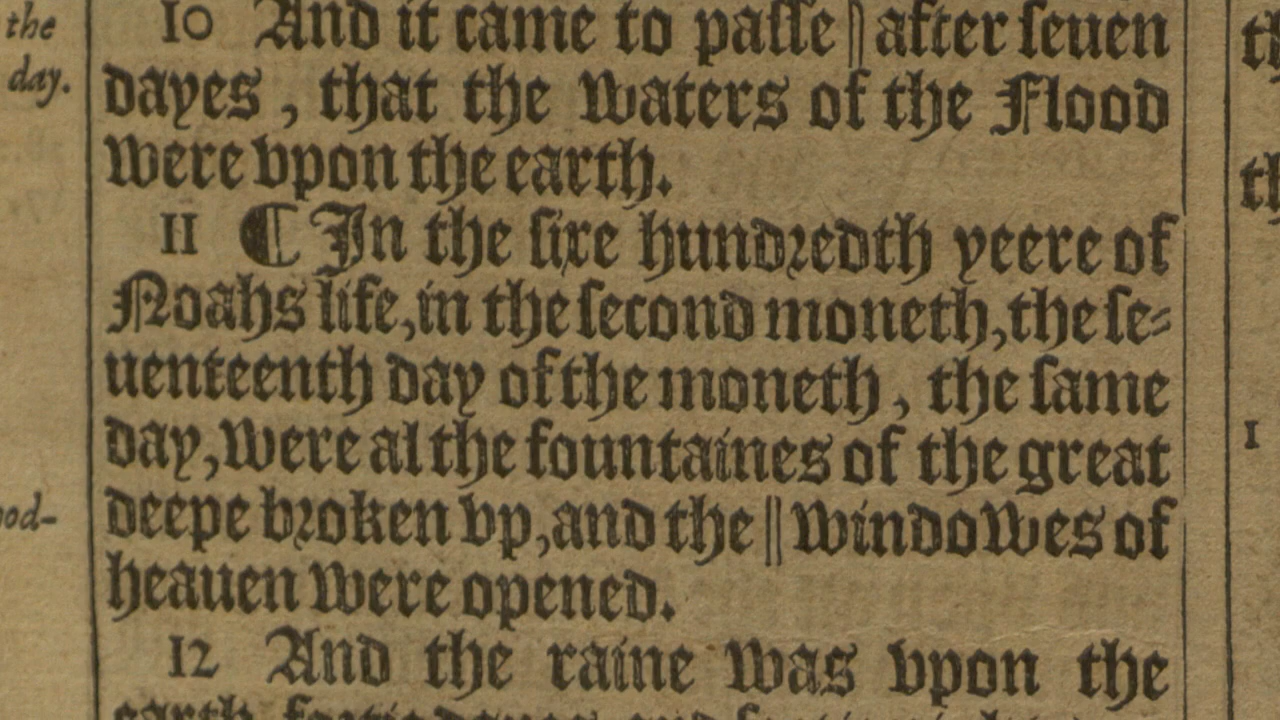 the
day.
10 And it came to paſſe ‖ after ſeuen
dayes, that the waters of the Flood
were vpon the earth.
11 ¶ In the ſixe hundredth yeere of
Noahs life, in the ſecond moneth, the ſe-
uenteenth day of the moneth, the ſame
day, were al the fountaines of the great
deepe broken vp, and the ‖ windowes of
heauen were opened.
12 And the raine was vpon the
earth
1